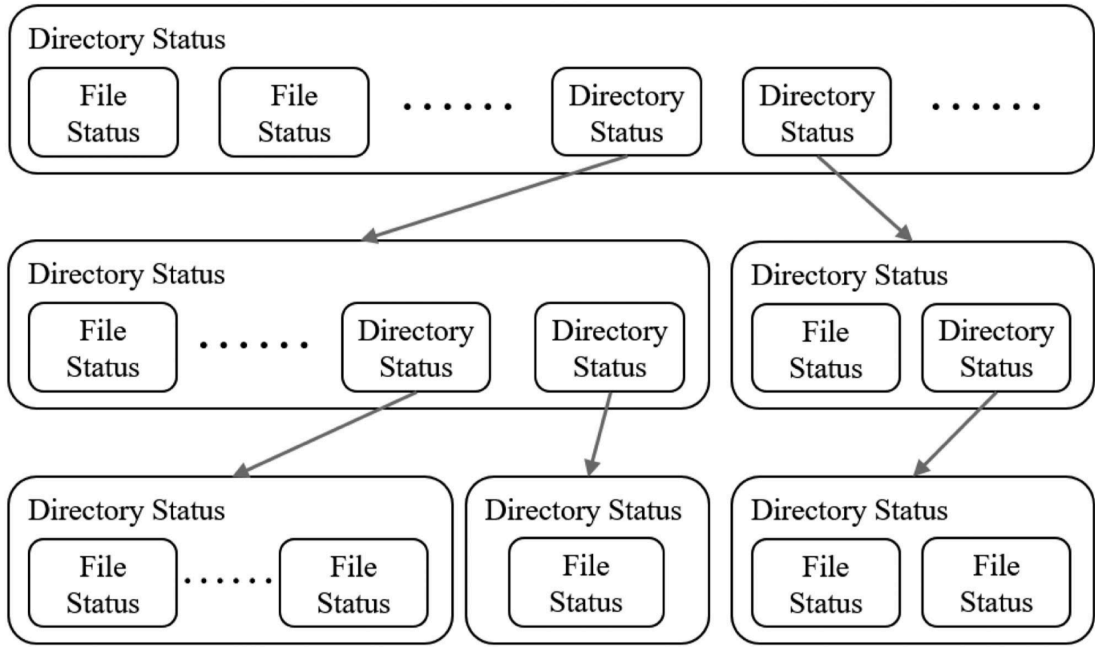 Directory Status
File
Status
File
Status
......
Directory
Status
Directory
Status
......
Directory Status
File
Status
......
Directory
Status
Directory
Status
Directory Status
File
Status
Directory
Status
Directory Status
File
Status
......
File
Status
Directory Status
File
Status
Directory Status
File
Status
File
Status